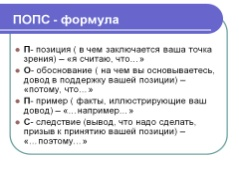 ПОПС - формула
П- позиция ( в чем заключается ваша точка
зрения) – «я считаю, что…»
О- обоснование ( на чем вы основываетесь,
довод в поддержку вашей позиции) –
«потому, что…»
П- пример ( факты, иллюстрирующие ваш
довод) – «…например…»
С- следствие (вывод, что надо сделать,
призыв к принятию вашей позиции) –
«…поэтому…»